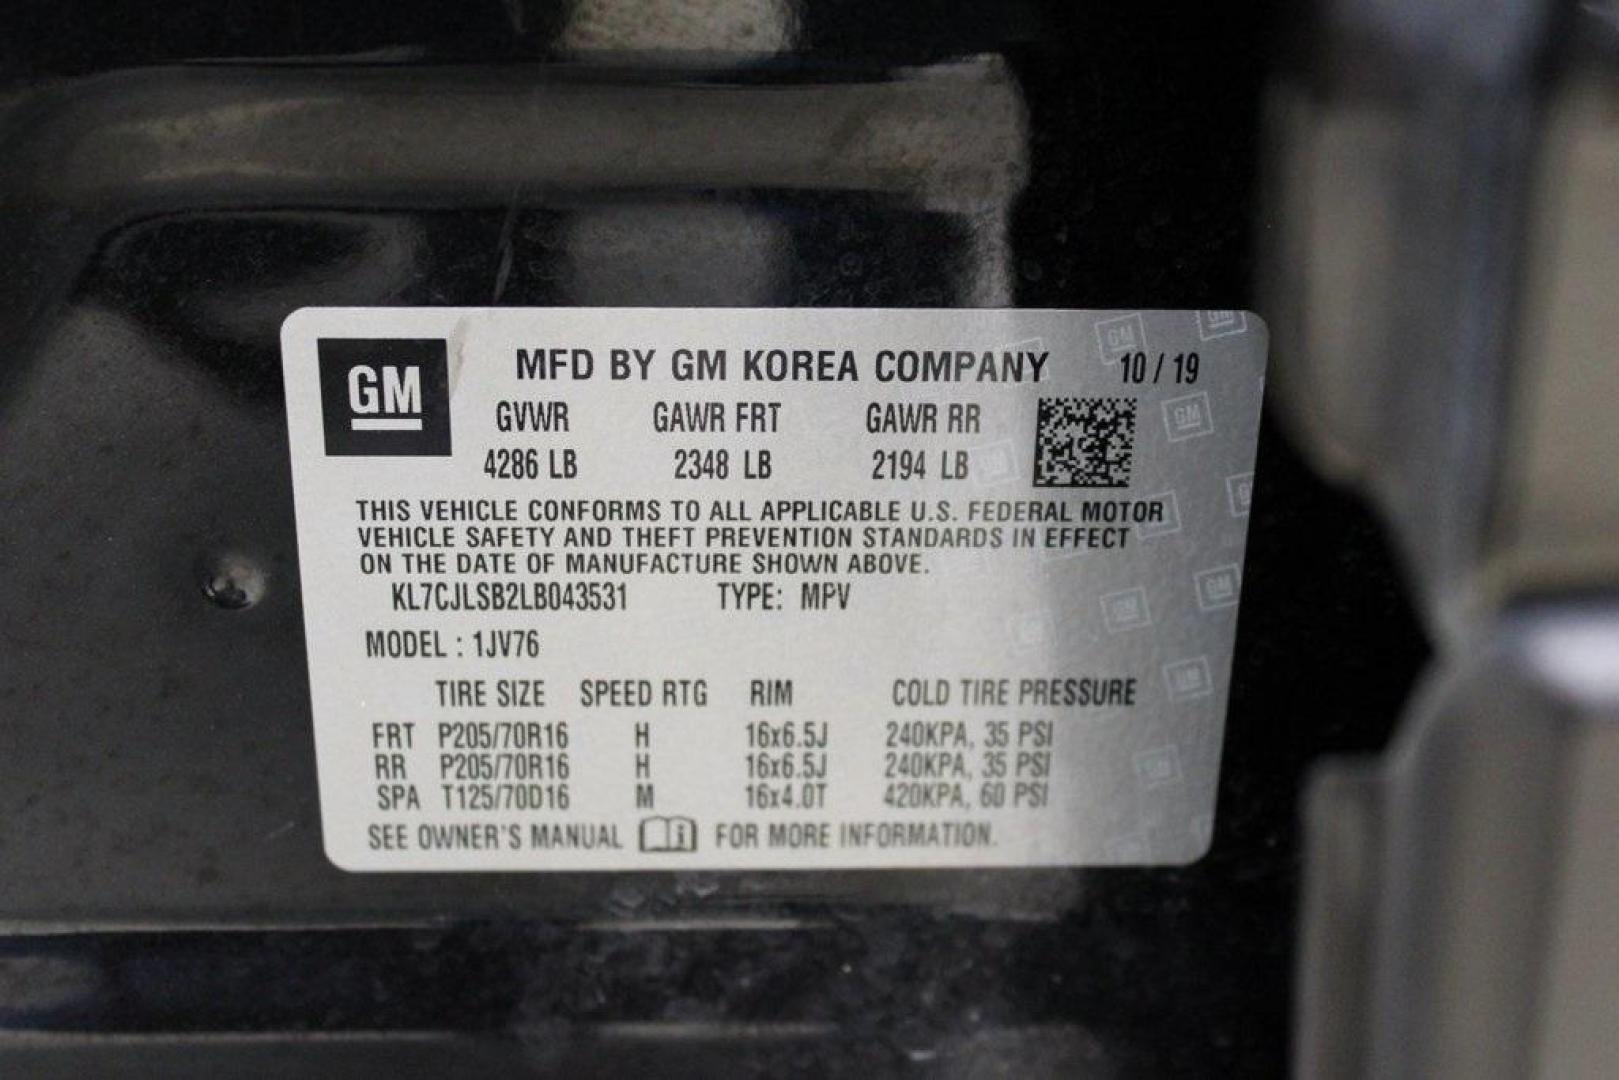 GM
MFD BY GM KOREA COMPANY 10 / 19
GVWR GAWR FRT GAWR RR
4286 LB 2348 LB 2194 LB
THIS VEHICLE CONFORMS TO ALL APPLICABLE U.S. FEDERAL MOTOR
VEHICLE SAFETY AND THEFT PREVENTION STANDARDS IN EFFECT
ON THE DATE OF MANUFACTURE SHOWN ABOVE.
KL7CJLSB2LB043531 TYPE: MPV
MODEL : 1JV76
TIRE SIZE SPEED RTG RIM COLD TIRE PRESSURE
FRT P205/70R16 H 16x6.5J 240KPA, 35 PSI
RR P205/70R16 H 16x6.5J 240KPA, 35 PSI
SPA T125/70D16 M 16x4.0T 420KPA, 60 PSI
SEE OWNER'S MANUAL i FOR MORE INFORMATION.